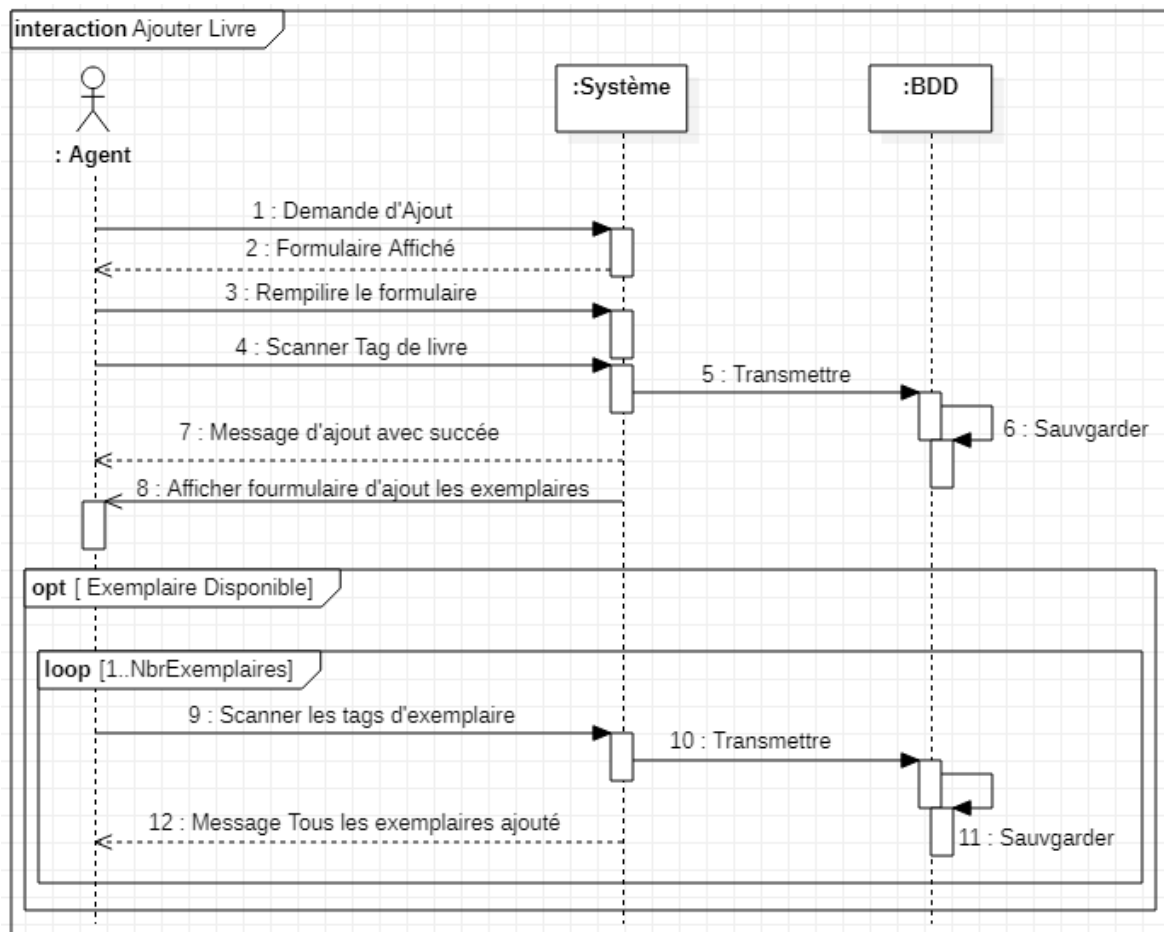 interaction Ajouter Livre
:Système
:BDD
: Agent
1 : Demande d'Ajout
2 : Formulaire Affiché
3 : Rempilire le formulaire
4 : Scanner Tag de livre
5 : Transmettre
6 : Sauvgarder
7 : Message d'ajout avec succée
8 : Afficher fourmulaire d'ajout les exemplaires
opt [ Exemplaire Disponible]
loop [1..NbrExemplaires]
9 : Scanner les tags d'exemplaire
10 : Transmettre
12 : Message Tous les exemplaires ajouté
11 : Sauvgarder